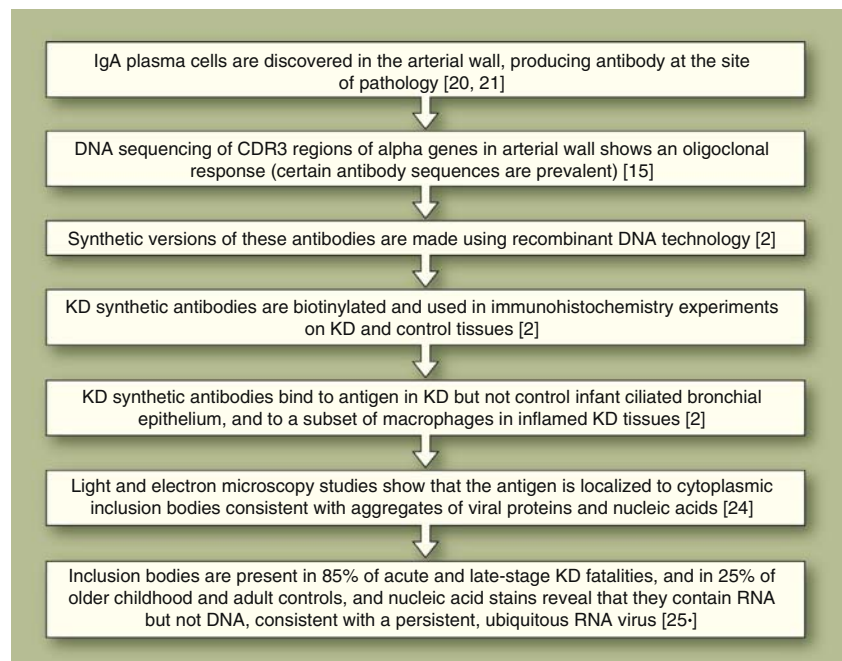 IgA plasma cells are discovered in the arterial wall, producing antibody at the site
of pathology [20, 21]
DNA sequencing of CDR3 regions of alpha genes in arterial wall shows an oligoclonal
response (certain antibody sequences are prevalent) [15]
Synthetic versions of these antibodies are made using recombinant DNA technology [2]
KD synthetic antibodies are biotinylated and used in immunohistochemistry experiments
on KD and control tissues [2]
KD synthetic antibodies bind to antigen in KD but not control infant ciliated bronchial
epithelium, and to a subset of macrophages in inflamed KD tissues [2]
Light and electron microscopy studies show that the antigen is localized to cytoplasmic
inclusion bodies consistent with aggregates of viral proteins and nucleic acids [24]
Inclusion bodies are present in 85% of acute and late-stage KD fatalities, and in 25% of
older childhood and adult controls, and nucleic acid stains reveal that they contain RNA
but not DNA, consistent with a persistent, ubiquitous RNA virus [25•]